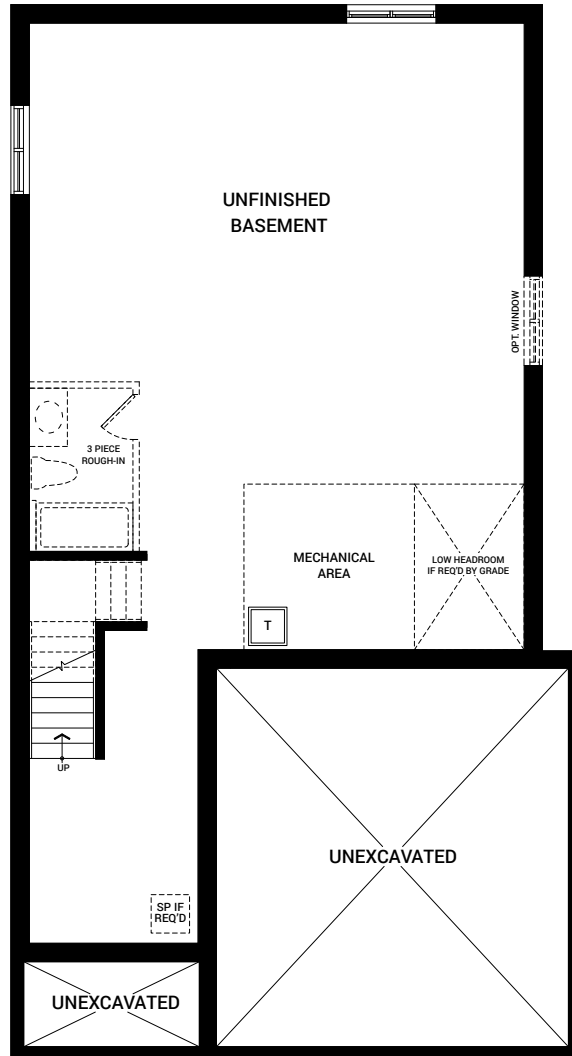 UNFINISHED
BASEMENT
OPT. WINDOW
3 PIECE
ROUGH-IN
MECHANICAL
AREA
LOW HEADROOM
IF REQ'D BY GRADE
T
UP
UNEXCAVATED
SP IF
REQ'D
UNEXCAVATED